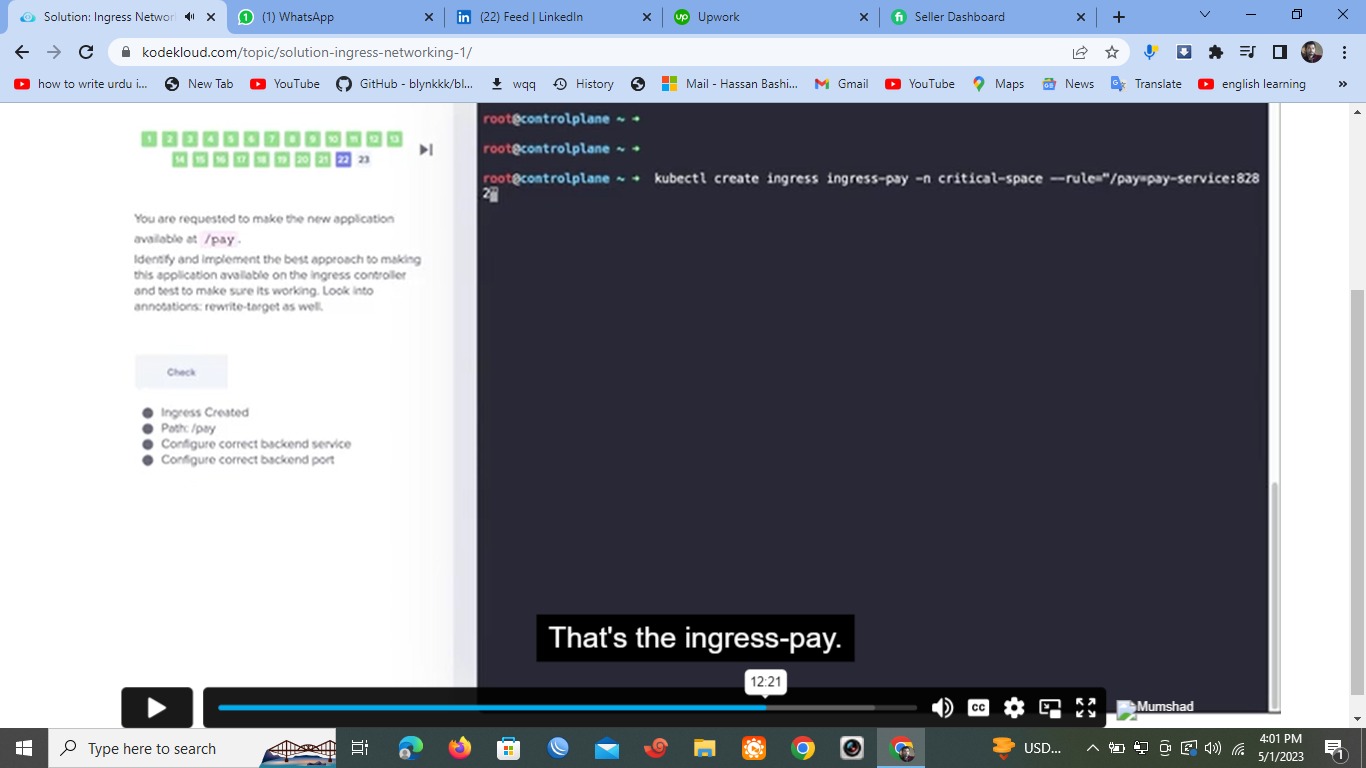 Solution: Ingress Network
(1) WhatsApp
(22) Feed | LinkedIn
Upwork
Seller Dashboard
kodekloud.com/topic/solution-ingress-networking-1/
how to write urdu i...
New Tab
YouTube
GitHub - blynkkk/bl...
wqq
History
Mail - Hassan Bashi...
Gmail
YouTube
Maps
News
Translate
english learning
»
1 2 3 4 5 6 7 8 9 10 11 12 13
14 15 16 17 18 19 20 21 22 23
You are requested to make the new application
available at /pay.
Identify and implement the best approach to making
this application available on the ingress controller
and test to make sure its working. Look into
annotations: rewrite-target as well.
Check
Ingress Created
Path: /pay
Configure correct backend service
Configure correct backend port
root@controlplane ~ ➜
root@controlplane ~ ➜
root@controlplane ~ ➜ kubectl create ingress ingress-pay -n critical-space --rule="/pay=pay-service:828
2
That's the ingress-pay.
12:21
CC
Mumshad
Type here to search
USD...
4:01 PM
5/1/2023
1